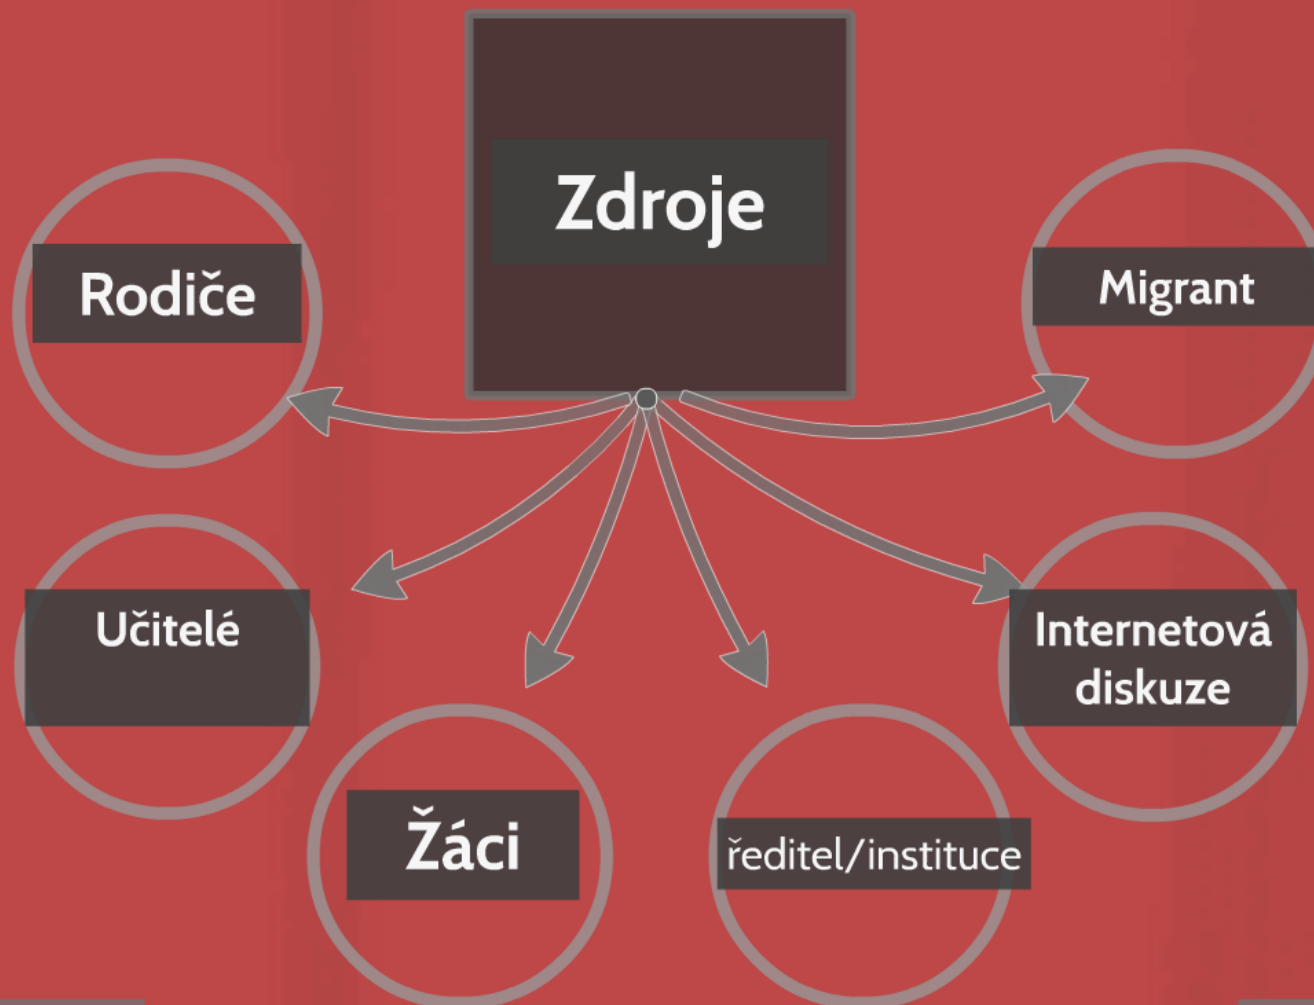 Zdroje
Rodiče
Migrant
Učitelé
Internetová
diskuze
Žáci
ředitel/instituce